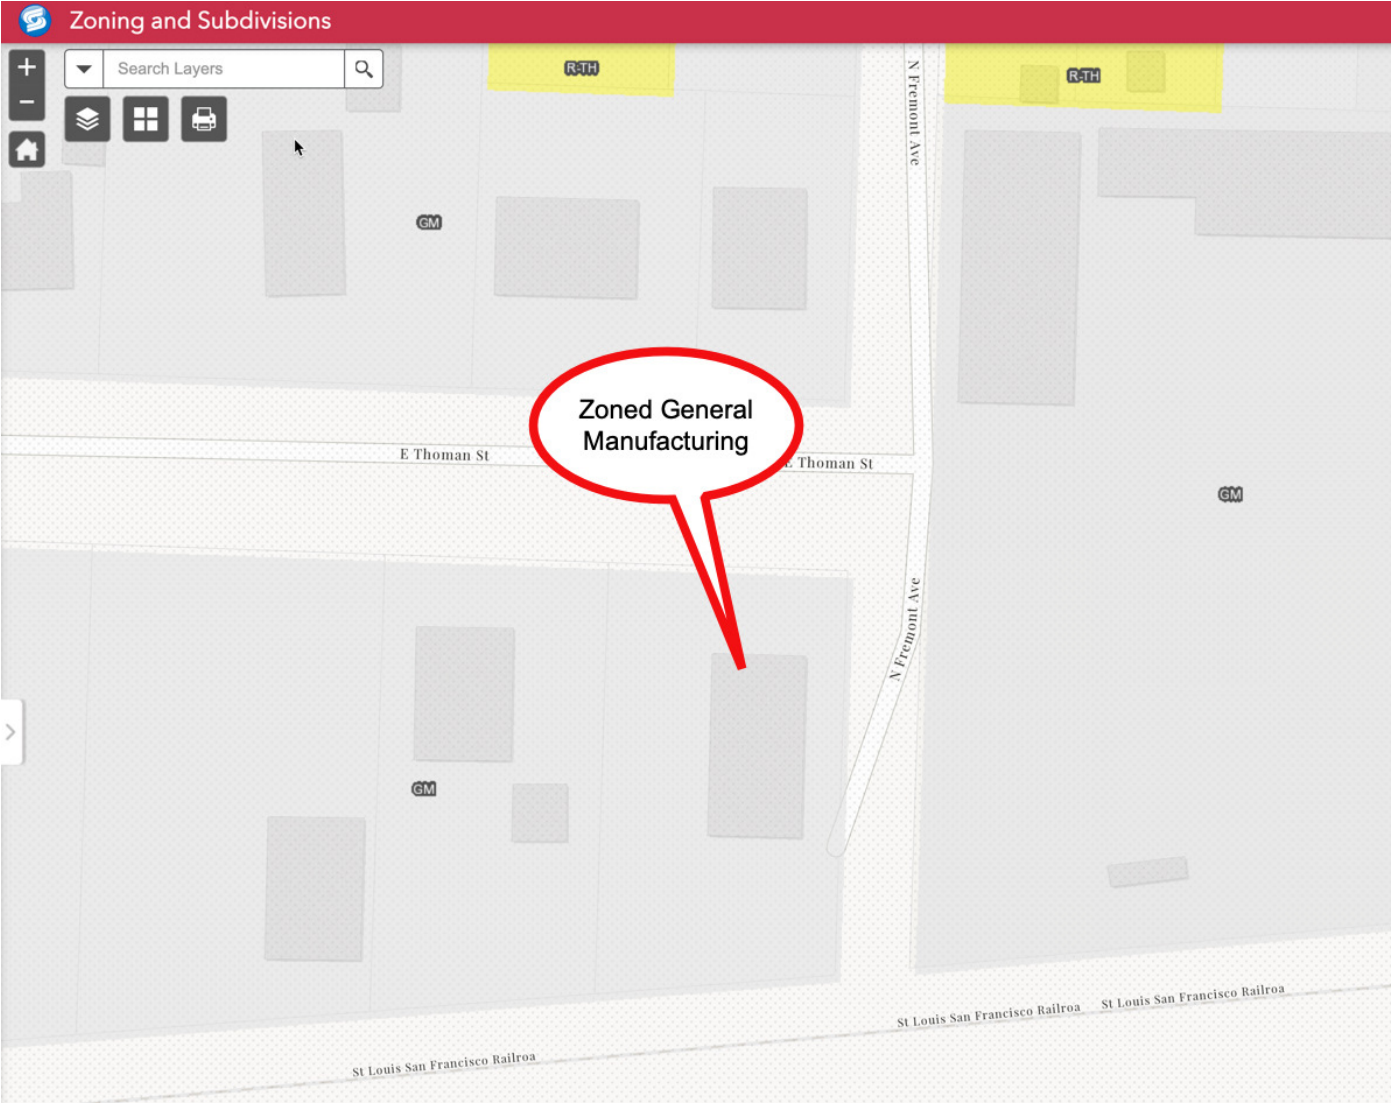 Zoning and Subdivisions
Search Layers
R-TH
R-TH
N Fremont Ave
GM
Zoned General
Manufacturing
E Thoman St
E Thoman St
GM
N Fremont Ave
GM
St Louis San Francisco Railroa
St Louis San Francisco Railroa
St Louis San Francisco Railroa